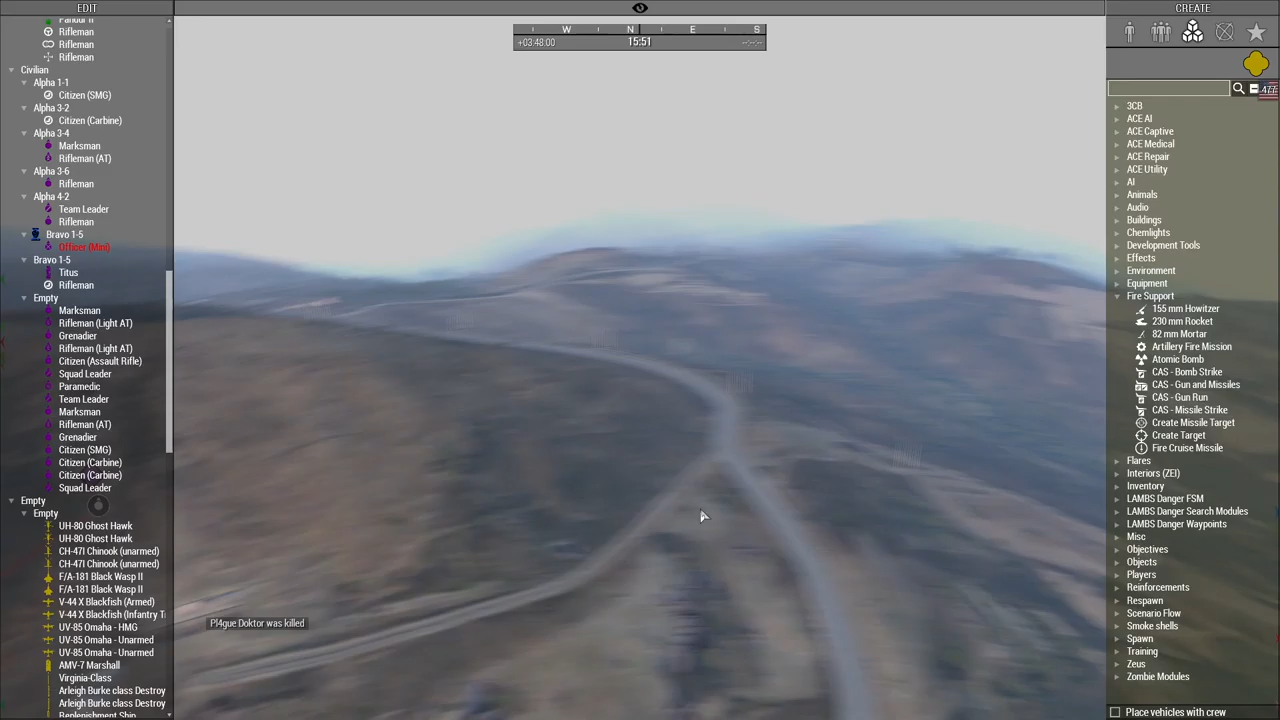 EDIT
Pandur II
Rifleman
Rifleman
Rifleman
Civilian
Alpha 1-1
Citizen (SMG)
Alpha 3-2
Citizen (Carbine)
Alpha 3-4
Marksman
Rifleman (AT)
Alpha 3-6
Rifleman
Alpha 4-2
Team Leader
Rifleman
Bravo 1-5
Officer (Mini)
Bravo 1-5
Titus
Rifleman
Empty
Marksman
Rifleman (Light AT)
Grenadier
Rifleman (Light AT)
Citizen (Assault Rifle)
Squad Leader
Paramedic
Team Leader
Marksman
Rifleman (AT)
Grenadier
Citizen (SMG)
Citizen (Carbine)
Citizen (Carbine)
Squad Leader
Empty
Empty
UH-80 Ghost Hawk
UH-80 Ghost Hawk
CH-47I Chinook (unarmed)
CH-47I Chinook (unarmed)
F/A-181 Black Wasp II
F/A-181 Black Wasp II
V-44 X Blackfish (Armed)
V-44 X Blackfish (Infantry T
UV-85 Omaha - HMG
UV-85 Omaha - Unarmed
UV-85 Omaha - Unarmed
AMV-7 Marshall
Virginia-Class
Arleigh Burke class Destroy
Arleigh Burke class Destroy
Replenishment Ship
W N E S
+03:48:00 15:51 --:--:--
Pl4gue Doktor was killed
CREATE
477
3CB
ACE AI
ACE Captive
ACE Medical
ACE Repair
ACE Utility
AI
Animals
Audio
Buildings
Chemlights
Development Tools
Effects
Environment
Equipment
Fire Support
155 mm Howitzer
230 mm Rocket
82 mm Mortar
Artillery Fire Mission
Atomic Bomb
CAS - Bomb Strike
CAS - Gun and Missiles
CAS - Gun Run
CAS - Missile Strike
Create Missile Target
Create Target
Fire Cruise Missile
Flares
Interiors (ZEI)
Inventory
LAMBS Danger FSM
LAMBS Danger Search Modules
LAMBS Danger Waypoints
Misc
Objectives
Objects
Players
Reinforcements
Respawn
Scenario Flow
Smoke shells
Spawn
Training
Zeus
Zombie Modules
Place vehicles with crew